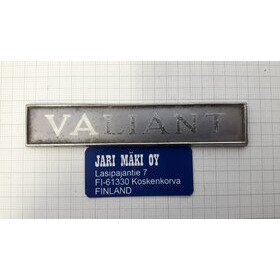 VALIANT
JARI MÄKI OY
Lasipajantie 7
FI-61330 Koskenkorva
FINLAND